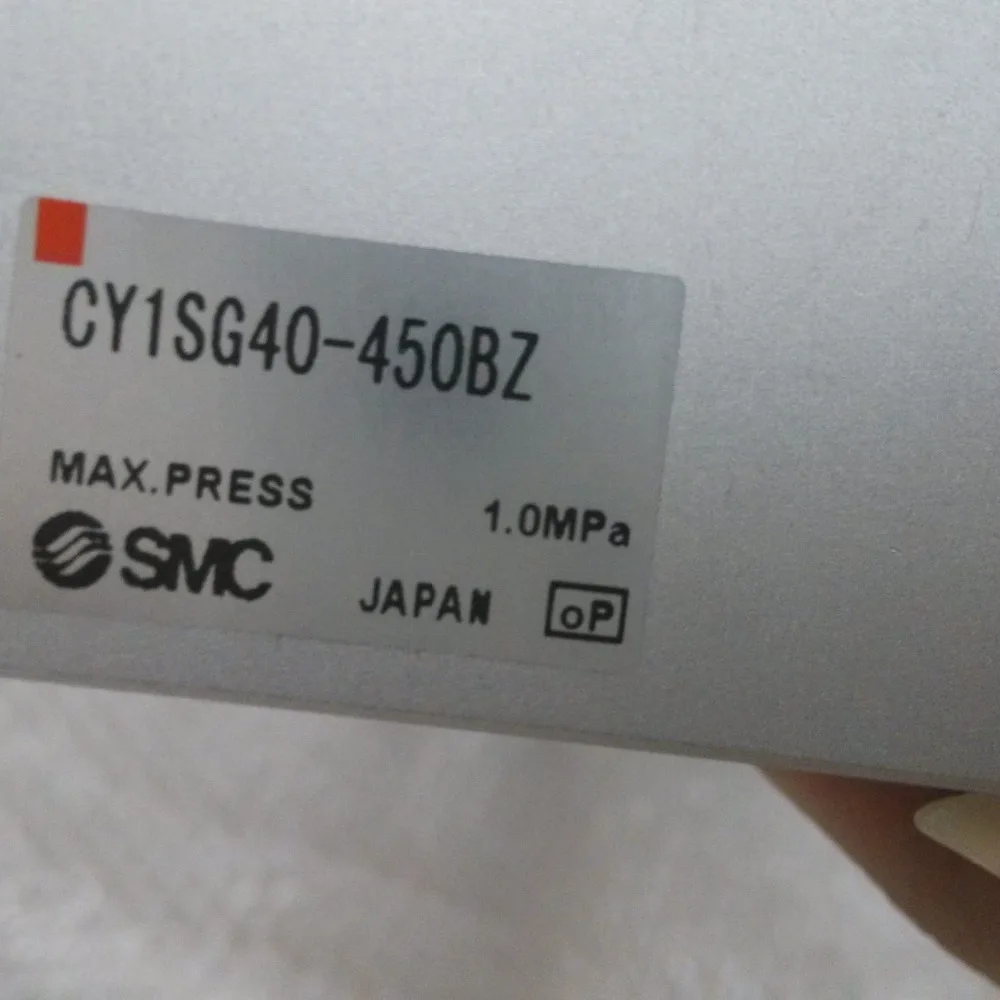 CY1SG40-450BZ
MAX.PRESS 1.0MPa
SMC JAPAN oP